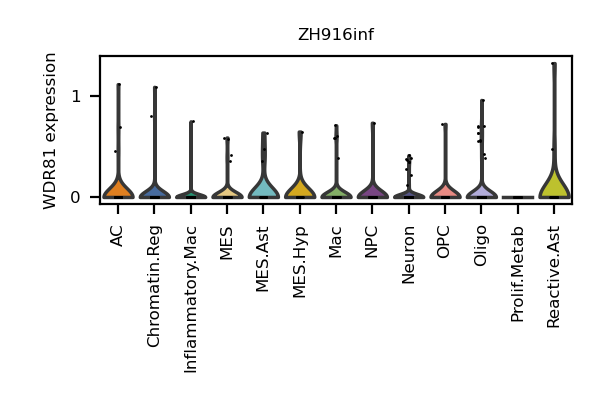 ZH916inf
WDR81 expression
1
0
AC
Chromatin.Reg
Inflammatory.Mac
MES
MES.Ast
MES.Hyp
Mac
NPC
Neuron
OPC
Oligo
Prolif.Metab
Reactive.Ast